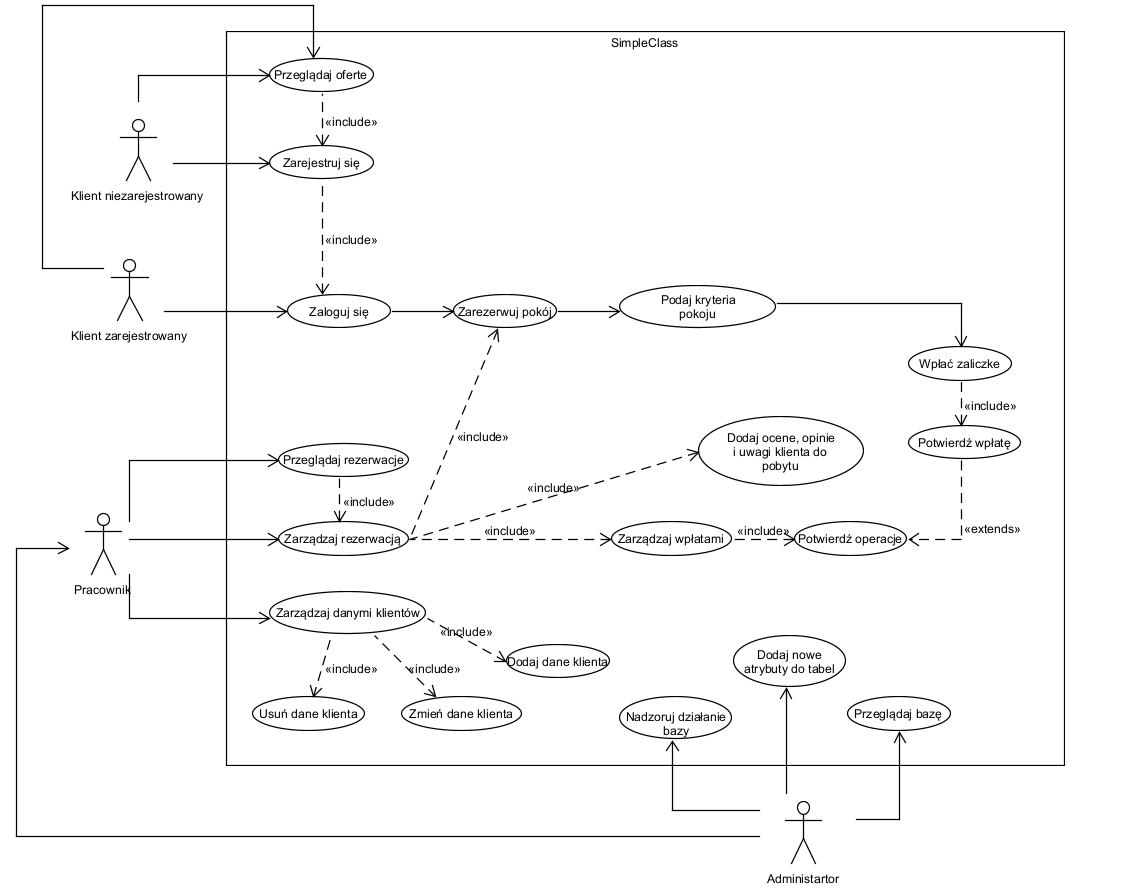 SimpleClass
Przeglądaj oferte
«include»
Zarejestruj się
Klient niezarejestrowany
«include»
Zaloguj się
Zarezerwuj pokój
Podaj kryteria
pokoju
Klient zarejestrowany
Wpłać zaliczke
«include»
Potwierdź wpłatę
«include»
Dodaj ocene, opinie
i uwagi klienta do
pobytu
Przeglądaj rezerwacje
«include»
«include»
Zarządzaj rezerwacją
«include»
Zarządzaj wpłatami
«include»
Potwierdź operacje
«extends»
Pracownik
Zarządzaj danymi klientów
«include»
«include»
«include»
Dodaj dane klienta
Usuń dane klienta
Zmień dane klienta
Dodaj nowe
atrybuty do tabel
Nadzoruj działanie
bazy
Przeglądaj bazę
Administartor